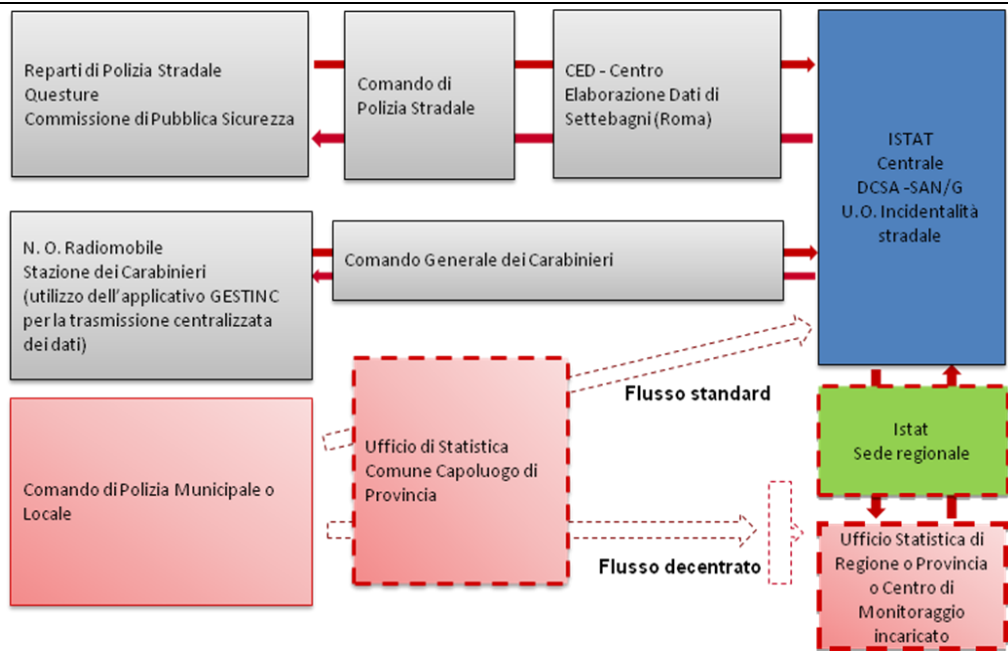 Reparti di Polizia Stradale
Questure
Commissione di Pubblica Sicurezza
Comando di
Polizia Stradale
CED - Centro
Elaborazione Dati di
Settebagni (Roma)
ISTAT
Centrale
DCSA -SAN/G
U.O. Incidentalità
stradale
N. O. Radiomobile
Stazione dei Carabinieri
(utilizzo dell'applicativo GESTINC
per la trasmissione centralizzata
dei dati)
Comando Generale dei Carabinieri
Flusso standard
Comando di Polizia Municipale o
Locale
Ufficio di Statistica
Comune Capoluogo di
Provincia
Istat
Sede regionale
Flusso decentrato
Ufficio Statistica di
Regione o Provincia
o Centro di
Monitoraggio
incaricato